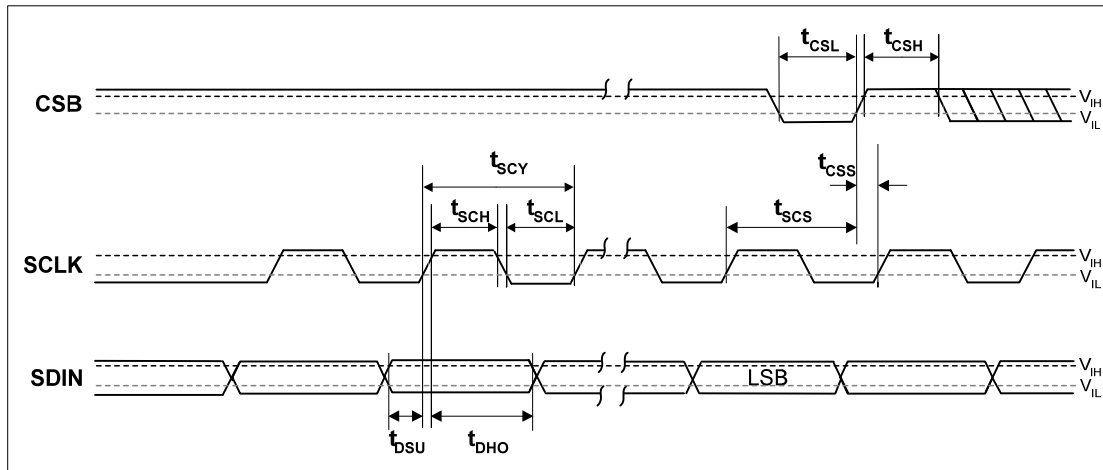 tCSL tCSH
CSB
VIH
VIL
tSCY
tCSS
tSCH tSCL tSCS
SCLK
VIH
VIL
SDIN
LSB
VIH
VIL
tDSU tDHO